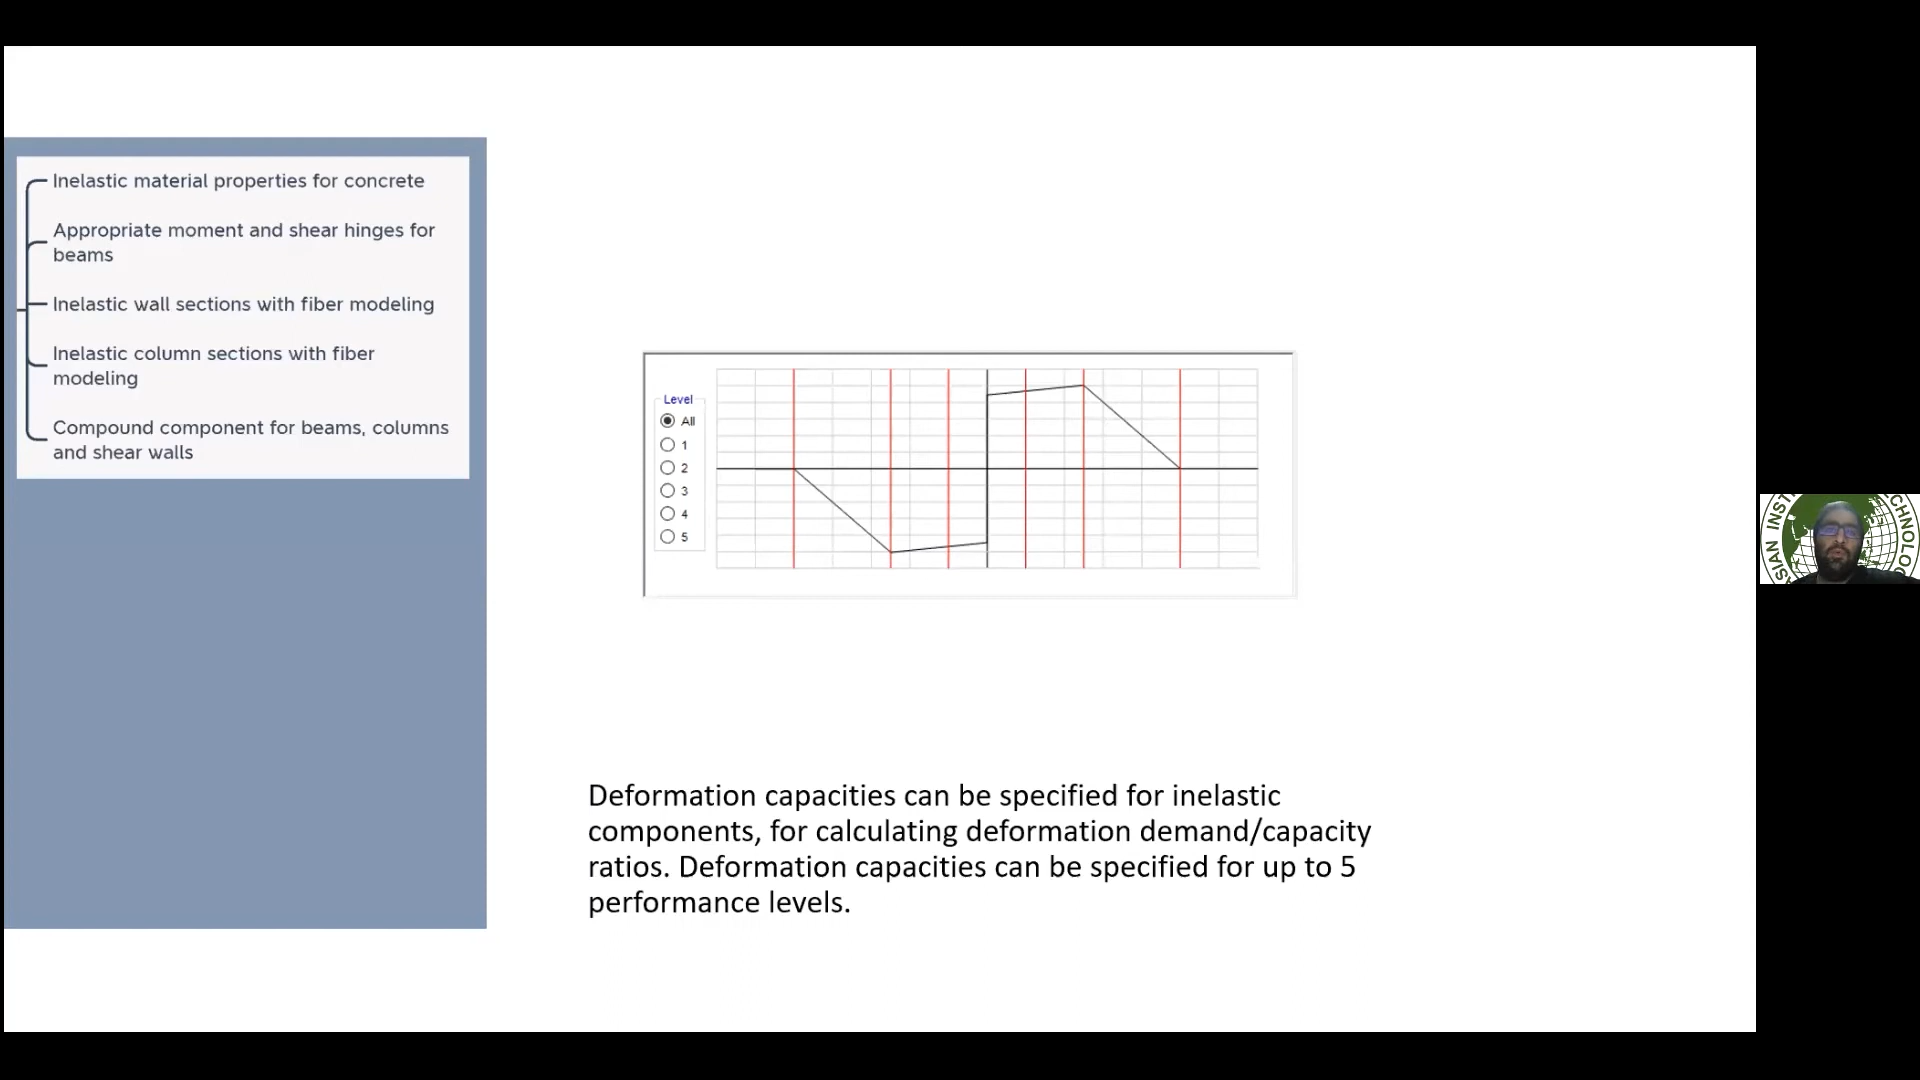 Inelastic material properties for concrete
Appropriate moment and shear hinges for
beams
Inelastic wall sections with fiber modeling
Inelastic column sections with fiber
modeling
Compound component for beams, columns
and shear walls
Level
All
1
2
3
4
5
Deformation capacities can be specified for inelastic
components, for calculating deformation demand/capacity
ratios. Deformation capacities can be specified for up to 5
performance levels.
ASIAN INST
CHNOLOG